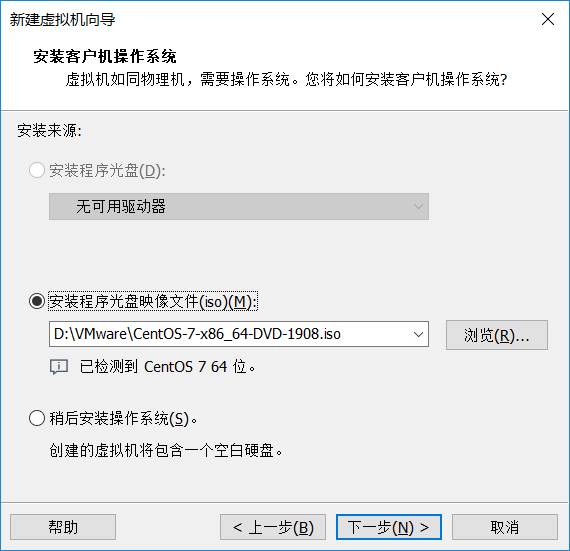 新建虚拟机向导
安装客户机操作系统
虚拟机如同物理机，需要操作系统。您将如何安装客户机操作系统?
安装来源:
安装程序光盘(D):
无可用驱动器
安装程序光盘映像文件(iso)(M):
D:\VMware\CentOS-7-x86_64-DVD-1908.iso
浏览(R)...
已检测到 CentOS 7 64 位。
稍后安装操作系统(S)。
创建的虚拟机将包含一个空白硬盘。
帮助
< 上一步(B)
下一步(N) >
取消